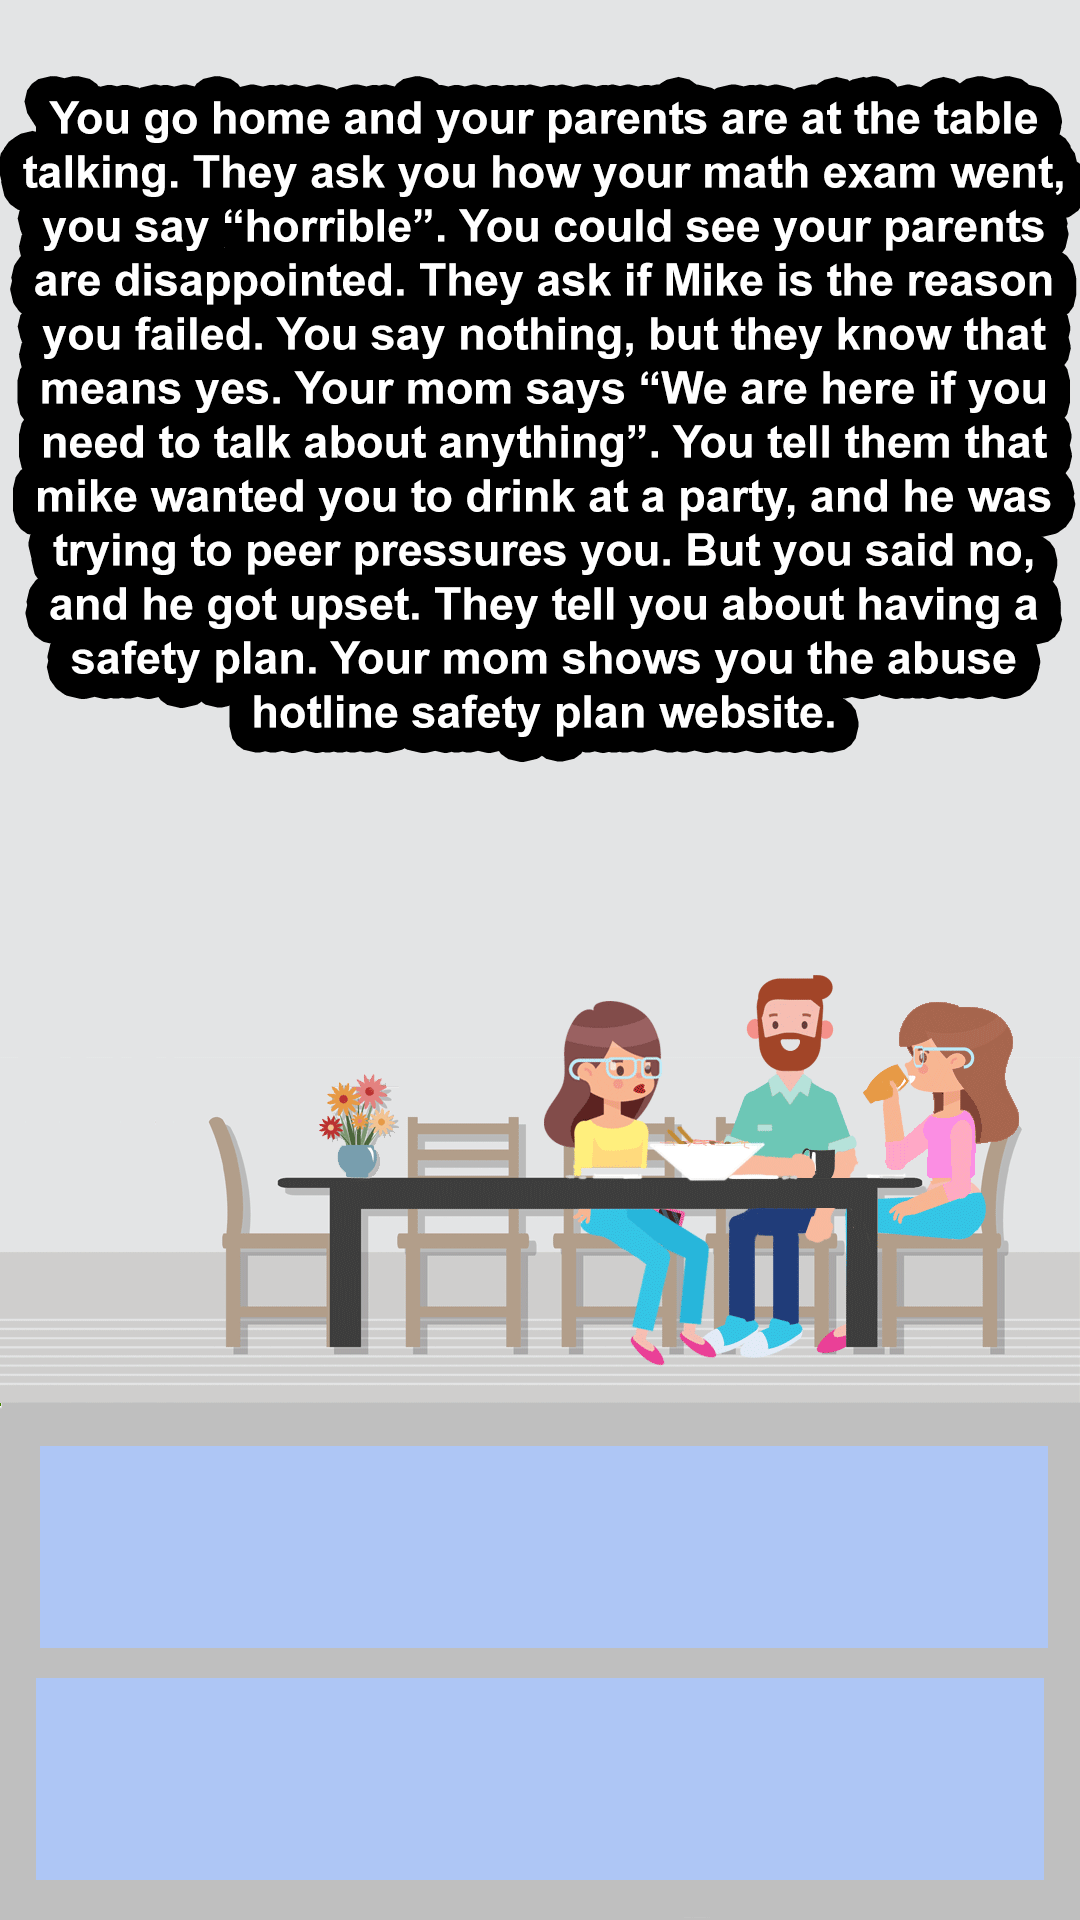 You go home and your parents are at the table
talking. They ask you how your math exam went,
you say “horrible”. You could see your parents
are disappointed. They ask if Mike is the reason
you failed. You say nothing, but they know that
means yes. Your mom says “We are here if you
need to talk about anything”. You tell them that
mike wanted you to drink at a party, and he was
trying to peer pressures you. But you said no,
and he got upset. They tell you about having a
safety plan. Your mom shows you the abuse
hotline safety plan website.